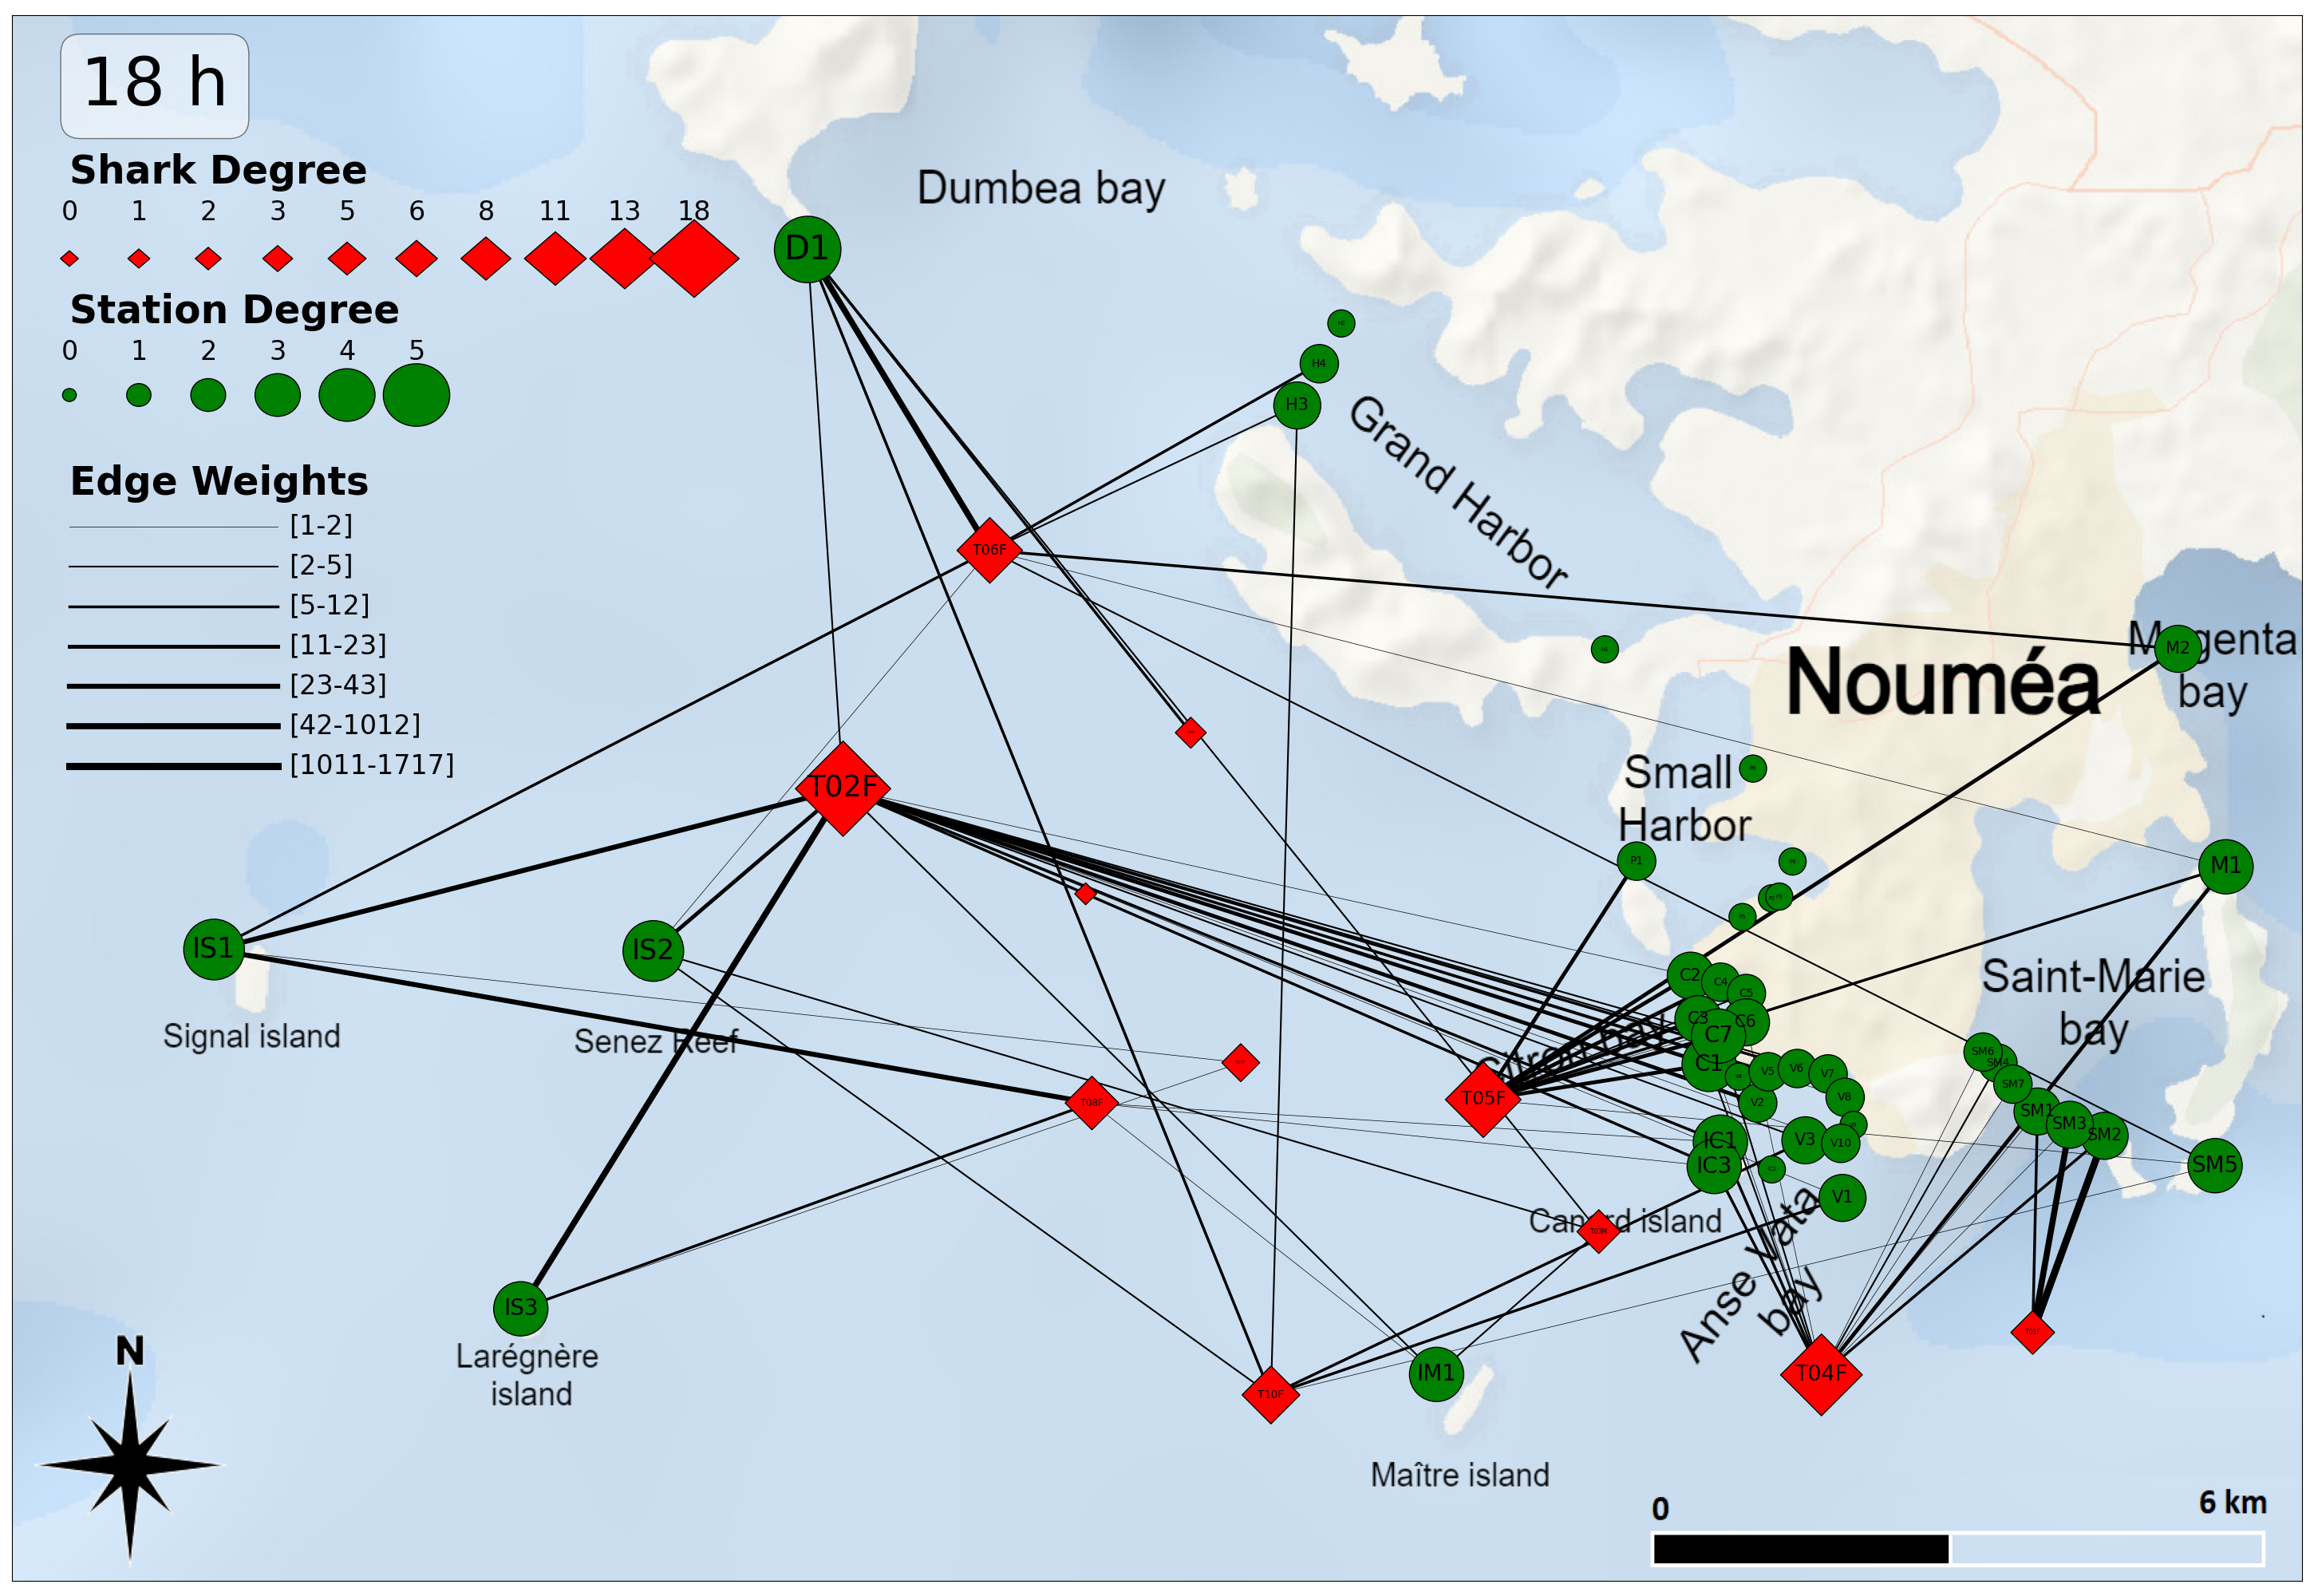 18 h
Shark Degree
0 1 2 3 5 6 8 11 13 18
Station Degree
0 1 2 3 4 5
Edge Weights
[1-2]
[2-5]
[5-12]
[11-23]
[23-43]
[42-1012]
[1011-1717]
D1
Dumbea bay
H4
H3
Grand Harbor
T06F
Nouméa
Magenta
bay
M2
Small
Harbor
T02F
P1
M1
IS1
IS2
C2
C4
C5
C3
C6
C7
C1
Saint-Marie
bay
Signal island
Senez Reef
Citron bay
T08F
T05F
V5
V6
V7
V2
V8
SM6
SM4
SM7
SM1
SM3
SM2
IC1
IC3
V3
V10
SM5
V1
Canard island
T03M
Anse Vata
bay
IS3
Larégnère
island
T10F
IM1
T04F
T01F
Maître island
N
0
6 km